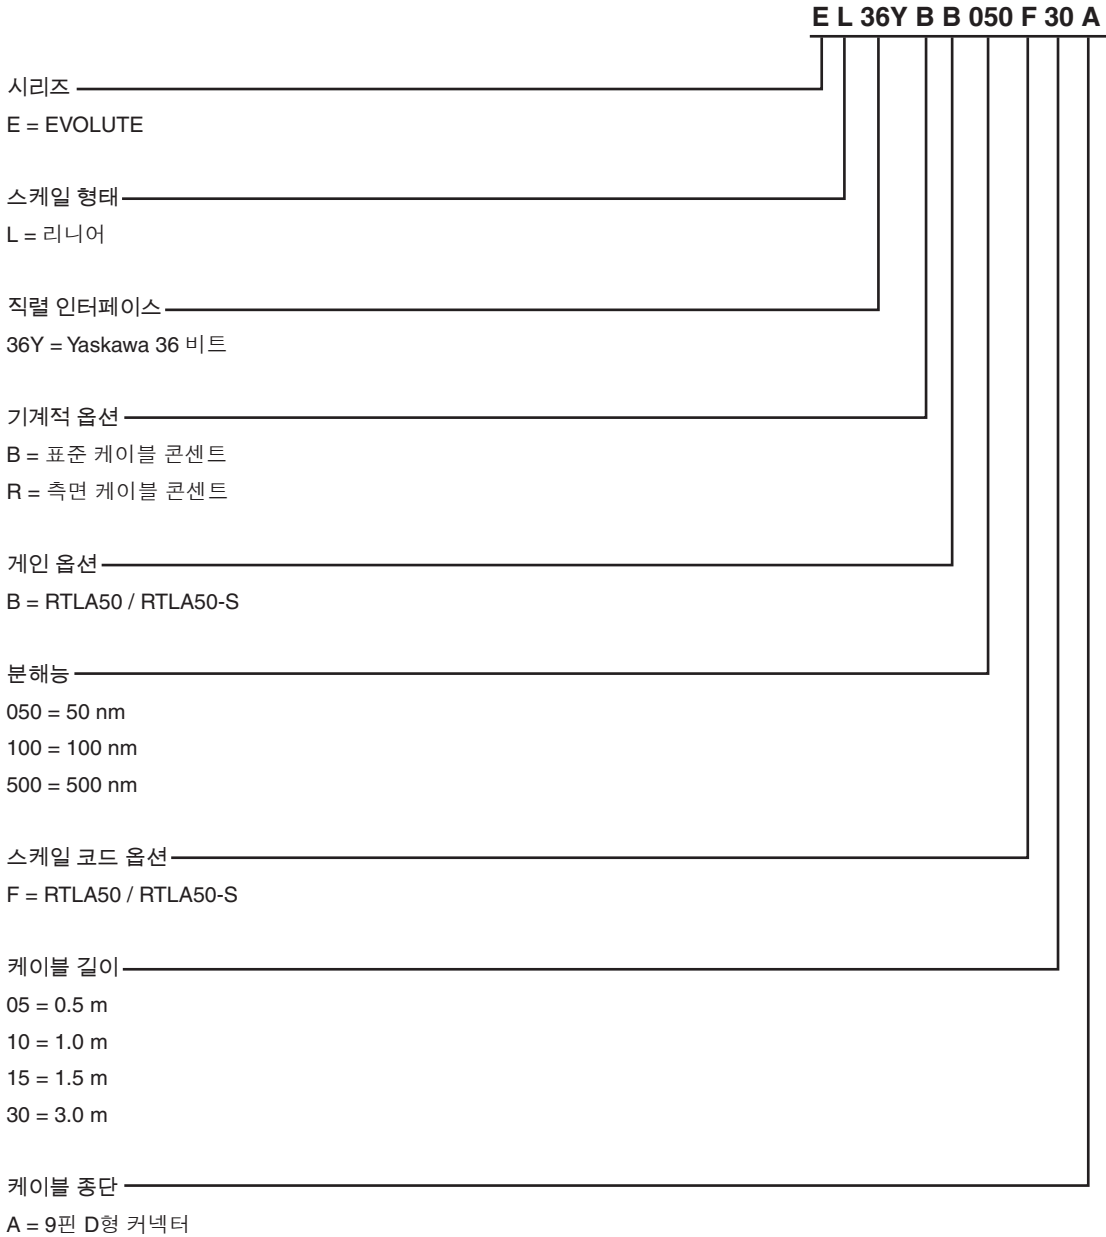 E L 36Y B B 050 F 30 A
시리즈
E = EVOLUTE
스케일 형태
L = 리니어
직렬 인터페이스
36Y = Yaskawa 36 비트
기계적 옵션
B = 표준 케이블 콘센트
R = 측면 케이블 콘센트
게인 옵션
B = RTLA50 / RTLA50-S
분해능
050 = 50 nm
100 = 100 nm
500 = 500 nm
스케일 코드 옵션
F = RTLA50 / RTLA50-S
케이블 길이
05 = 0.5 m
10 = 1.0 m
15 = 1.5 m
30 = 3.0 m
케이블 종단
A = 9핀 D형 커넥터